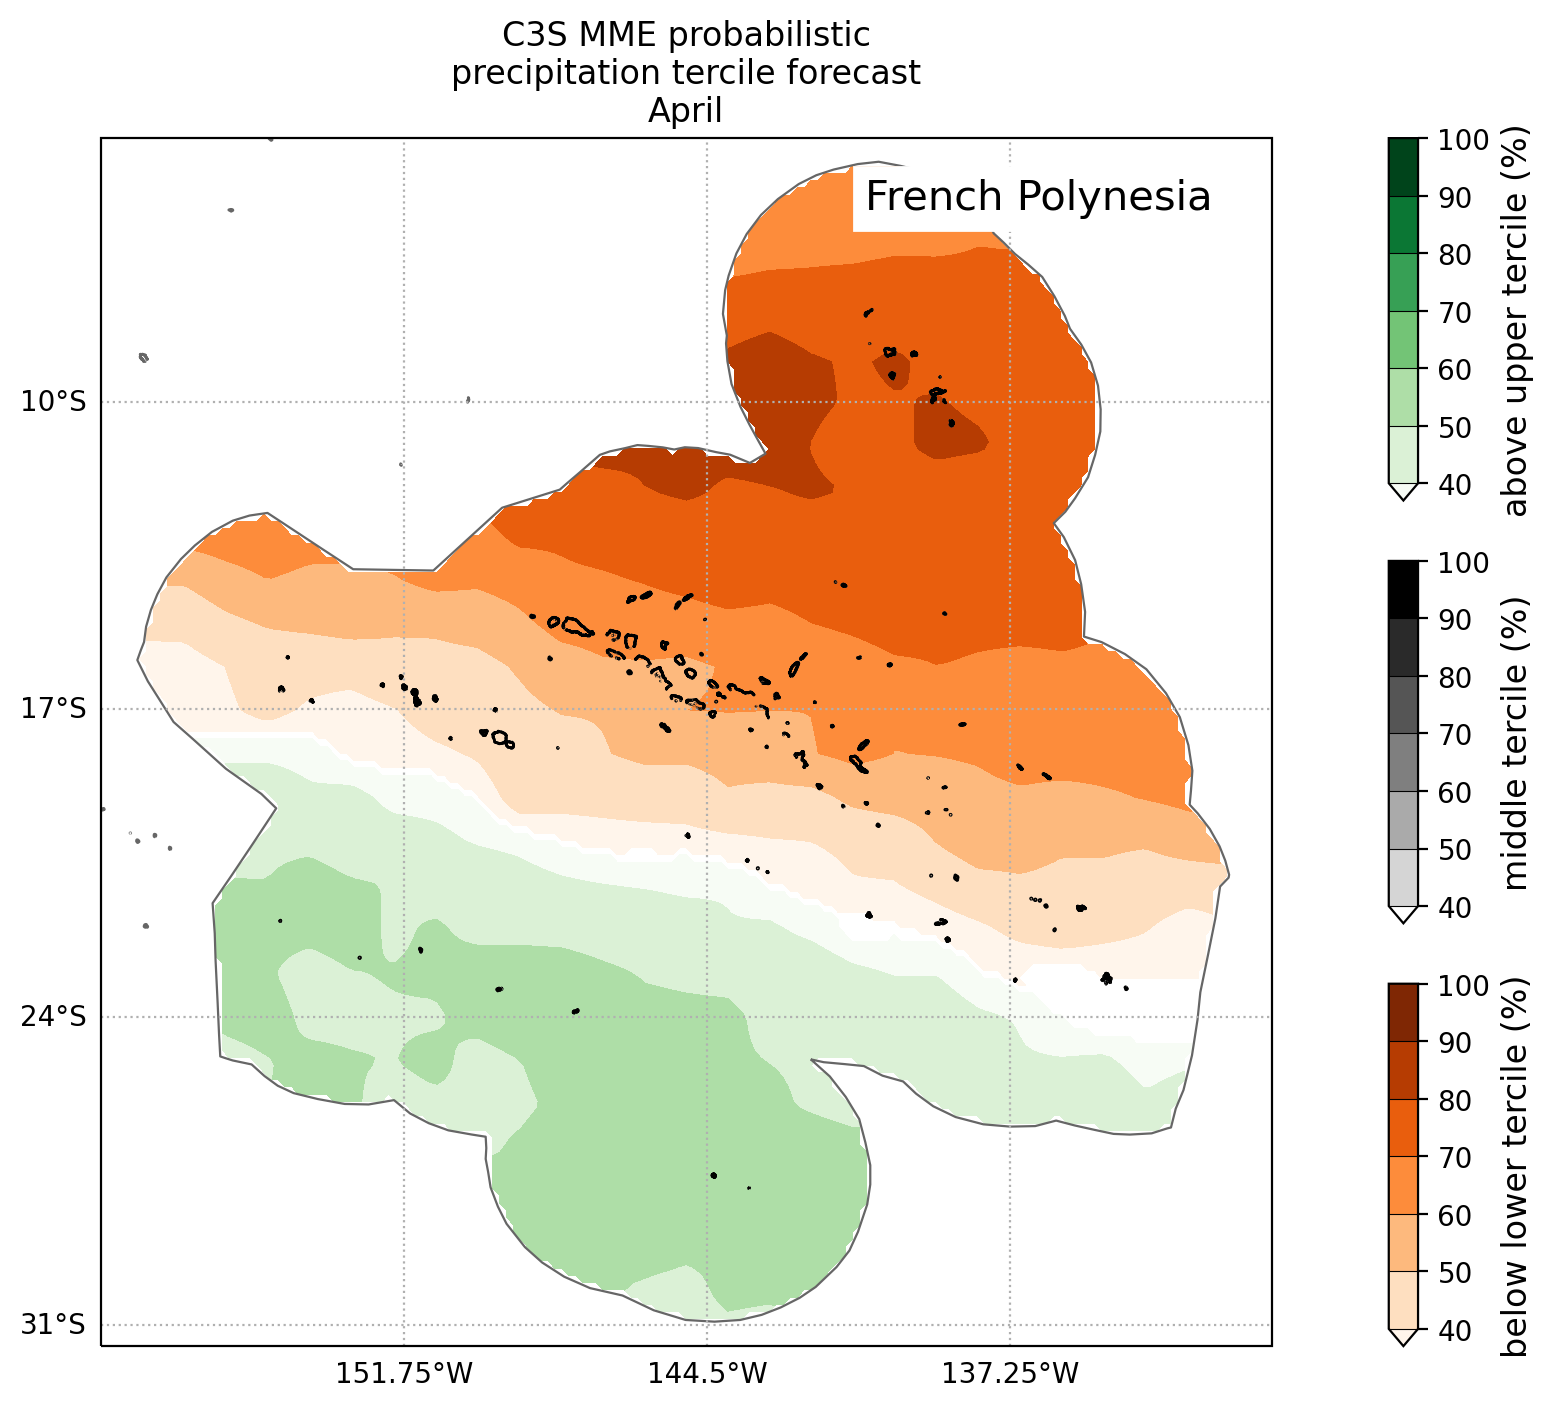 C3S MME probabilistic
precipitation tercile forecast
April
French Polynesia
10°S
17°S
24°S
31°S
151.75°W
144.5°W
137.25°W
100
90
80
70
60
50
40
above upper tercile (%)
100
90
80
70
60
50
40
middle tercile (%)
100
90
80
70
60
50
40
below lower tercile (%)